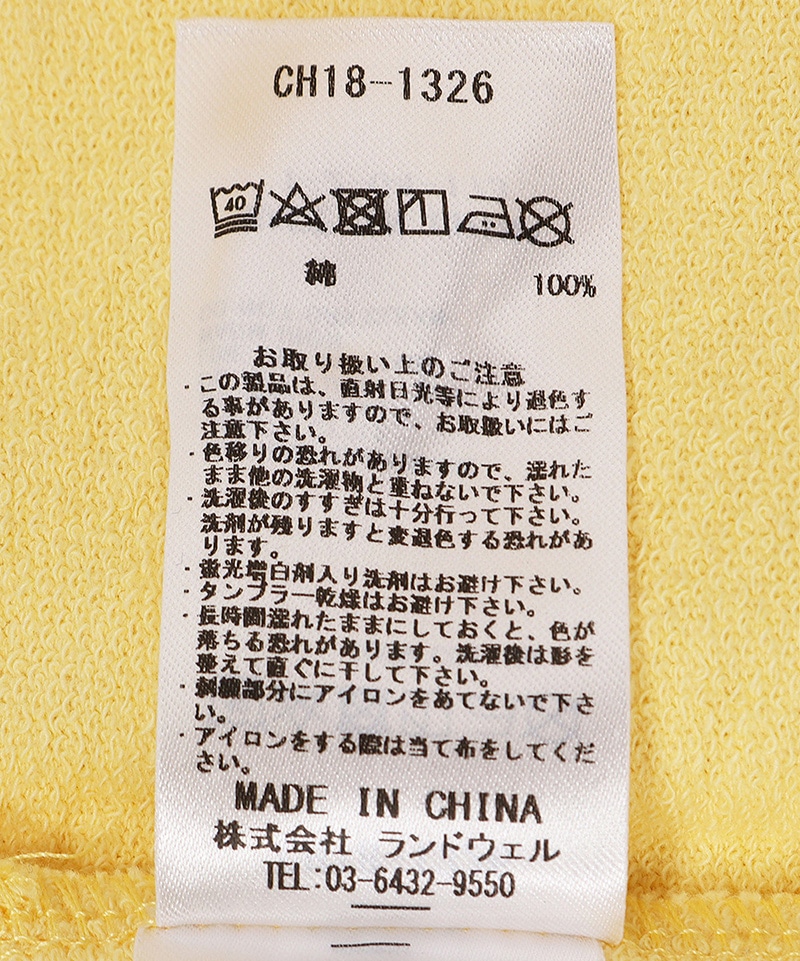 CH18-1326
40
綿 100%
お取り扱い上のご注意
・この製品は、直射日光等により退色す
る事がありますので、お取扱いにはご
注意下さい。
・色移りの恐れがありますので、濡れた
まま他の洗濯物と重ねないで下さい。
・洗濯後のすすぎは十分行って下さい。
洗剤が残りますと変退色する恐れがあ
ります。
・蛍光増白剤入り洗剤はお避け下さい。
・タンブラー乾燥はお避け下さい。
・長時間濡れたままにしておくと、色が
落ちる恐れがあります。洗濯後は形を
整えて直ぐに干して下さい。
・刺繍部分にアイロンをあてないで下さ
い。
・アイロンをする際は当て布をしてくだ
さい。
MADE IN CHINA
株式会社 ランドウェル
TEL:03-6432-9550